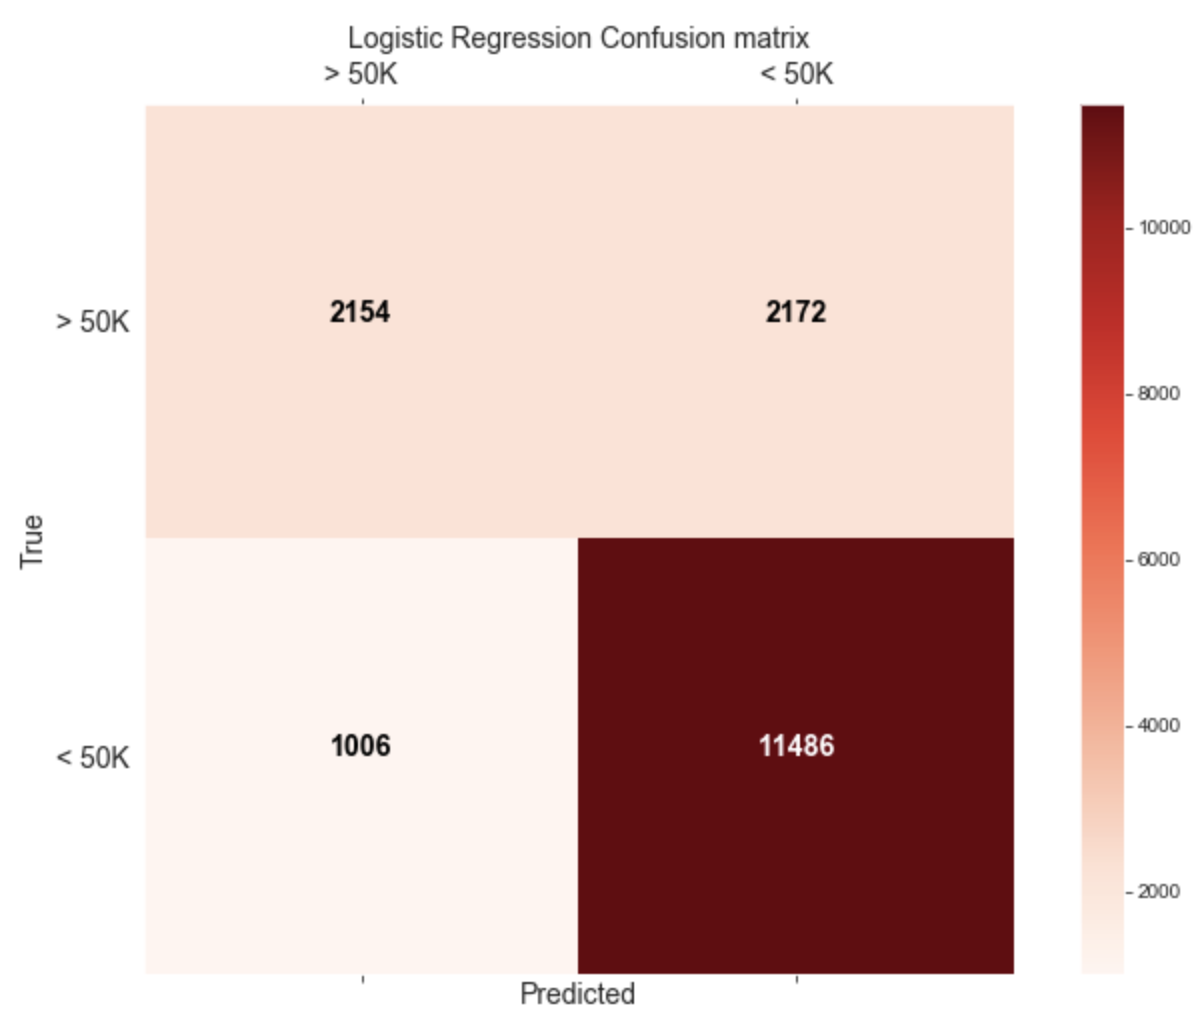 Logistic Regression Confusion matrix
> 50K < 50K
10000
> 50K 2154 2172
8000
True
6000
< 50K 1006 11486
4000
2000
Predicted